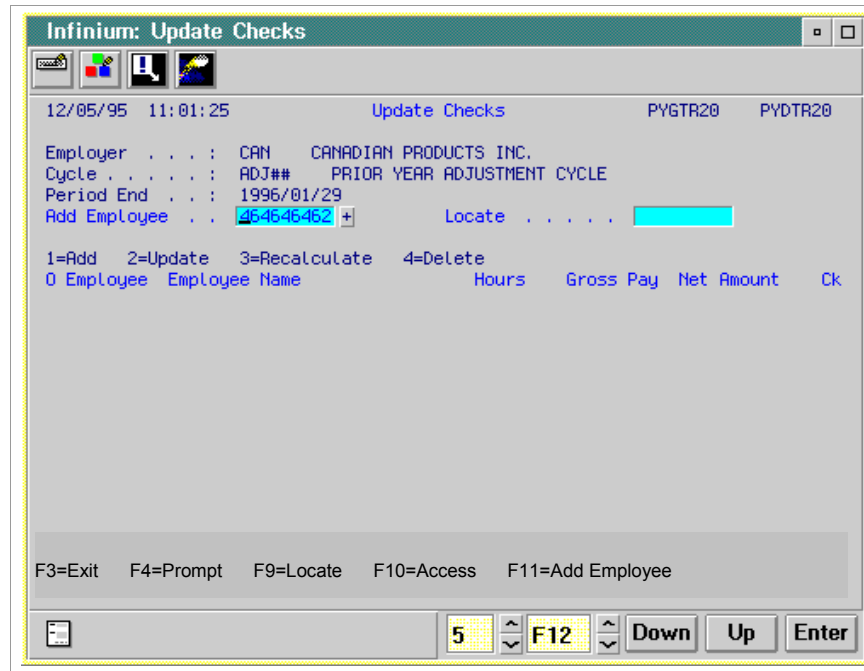 Infinium: Update Checks
12/05/95 11:01:25 Update Checks PYGTR20 PYDTR20
Employer . . . : CAN CANADIAN PRODUCTS INC.
Cycle . . . . . : ADJ## PRIOR YEAR ADJUSTMENT CYCLE
Period End . . : 1996/01/29
Add Employee . . 464646462 + Locate . . . . .
1=Add 2=Update 3=Recalculate 4=Delete
O Employee Employee Name Hours Gross Pay Net Amount Ck
F3=Exit F4=Prompt F9=Locate F10=Access F11=Add Employee
5 F12 Down Up Enter